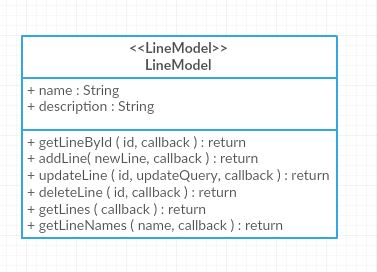 <<LineModel>>
LineModel
+ name : String
+ description : String
+ getLineById ( id, callback ) : return
+ addLine( newLine, callback ) : return
+ updateLine ( id, updateQuery, callback ) : return
+ deleteLine ( id, callback ) : return
+ getLines ( callback ) : return
+ getLineNames ( name, callback ) : return